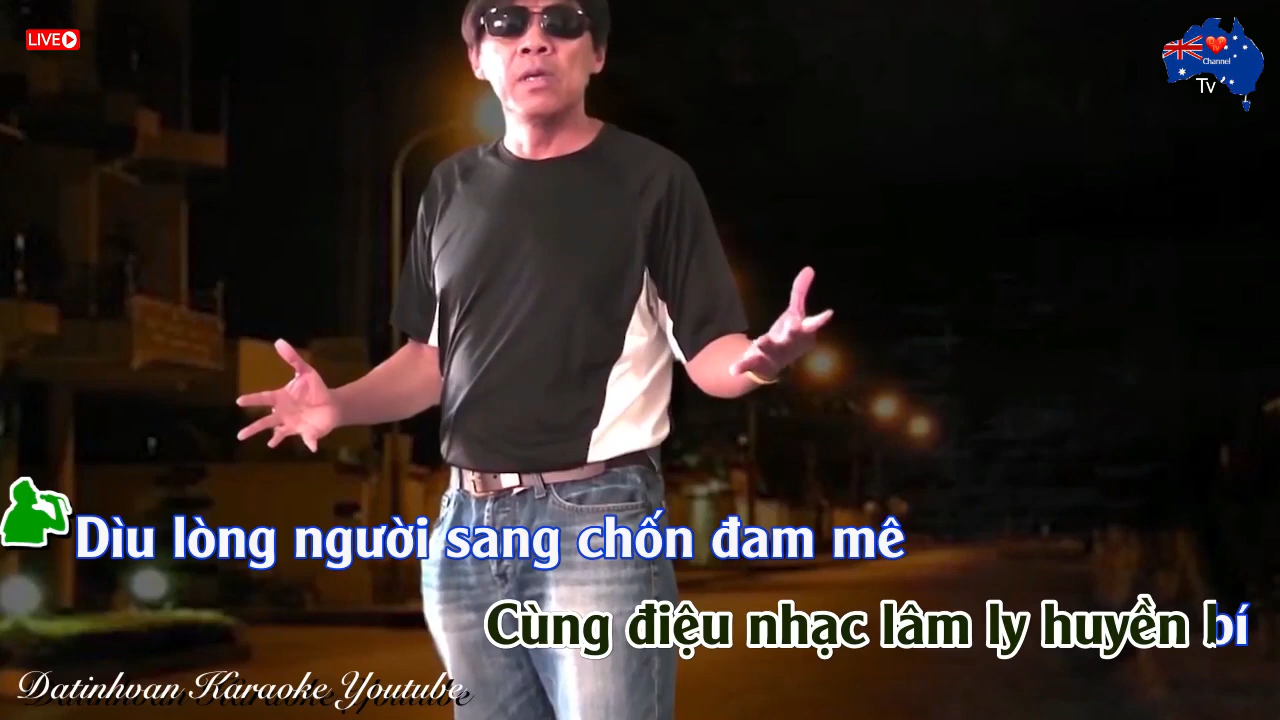 LIVE
Channel
Tv
Dìu lòng người sang chốn đam mê
Cùng điệu nhạc lâm ly huyền bí
Datinhvan Karaoke Youtube